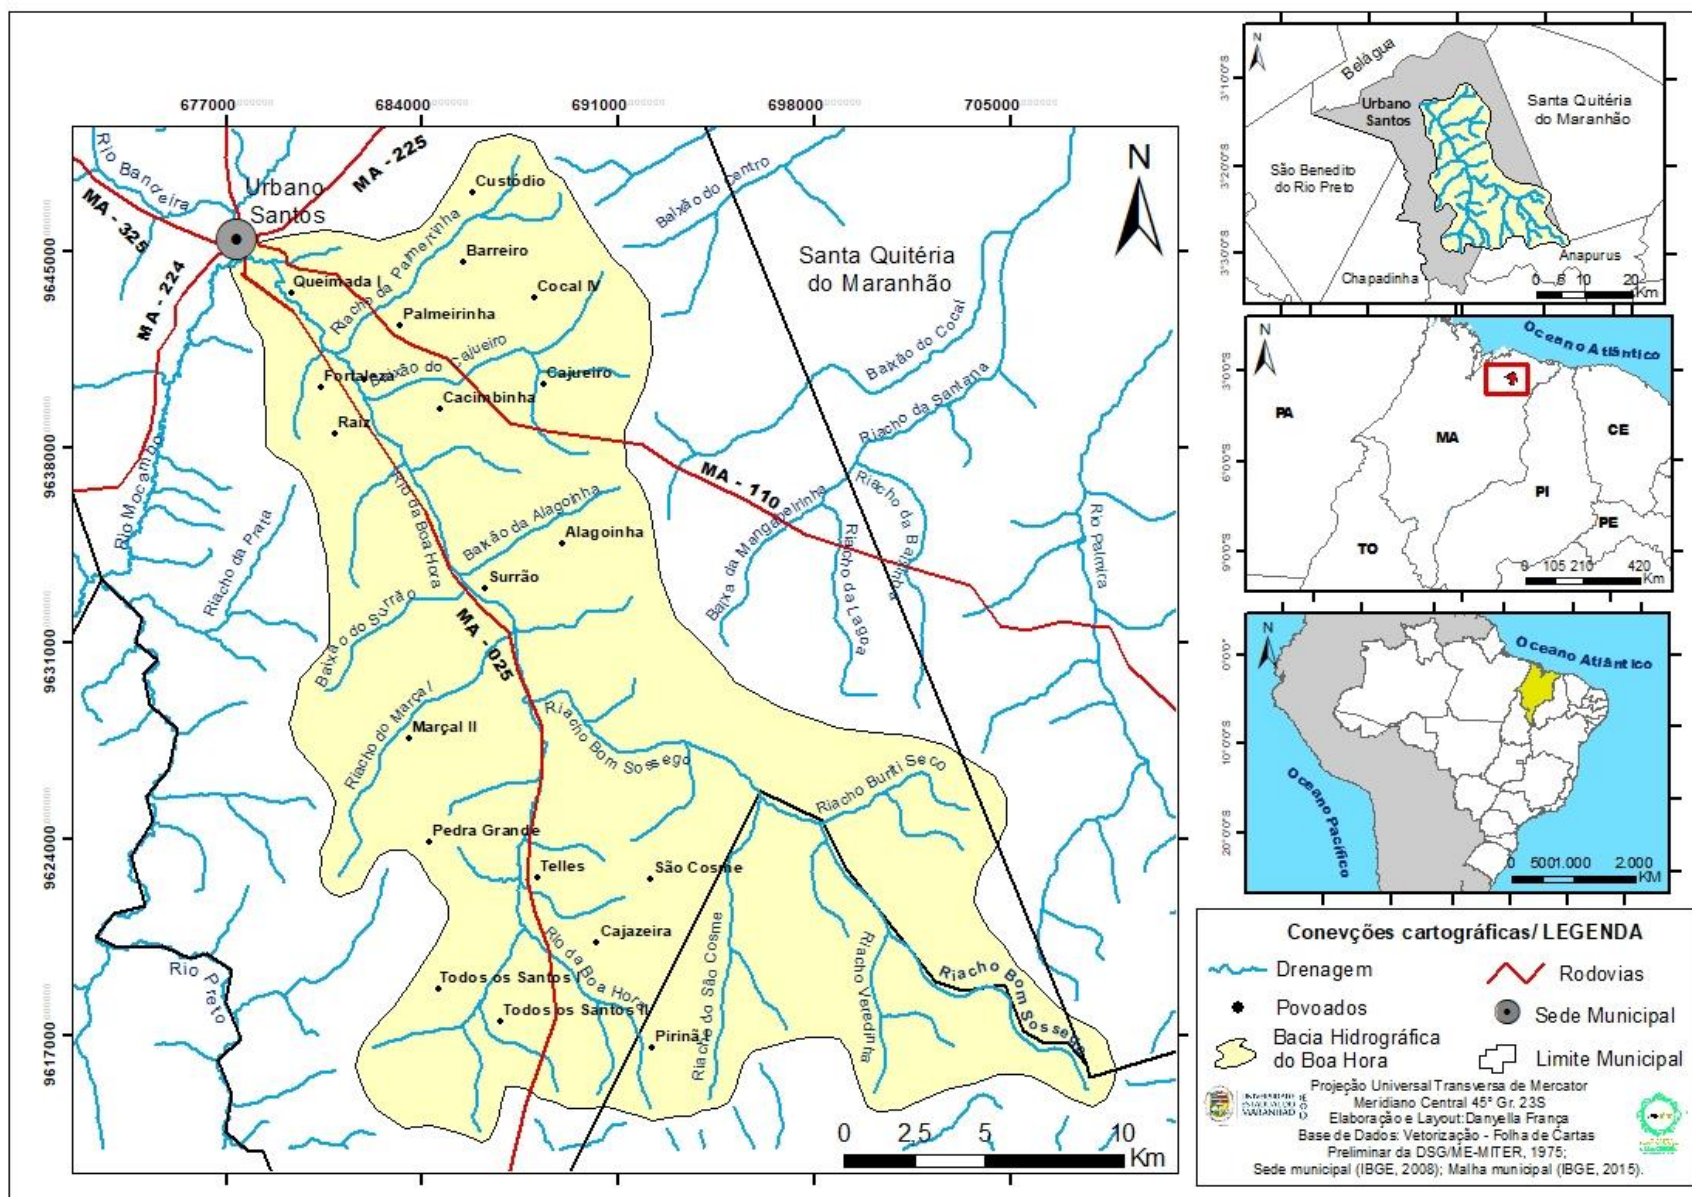 677000
684000
691000
698000
705000
9645000
9638000
9631000
9624000
9617000
Rio Bandeira
Urbano
Santos
MA - 225
MA - 325
MA - 224
Custódio
Riacho da Palmeirinha
Barreiro
Queimada I
Cocal IV
Palmeirinha
Baixão do Cajueiro
Fortaleza
Cajueiro
Cacimbinha
Raiz
Rio Mocambo
Riacho da Prata
Rio da Boa Hora
Baixão da Alagoinha
Alagoinha
Surrão
Baixa do Surrão
MA - 025
Riacho do Marçal
Marçal II
Riacho Bom Sossego
Riacho Buriti Seco
Pedra Grande
Telles
São Cosme
Cajazeira
Rio da Boa Hora
Todos os Santos I
Todos os Santos II
Pirinã I
Riacho do São Cosme
Riacho Veredinha
Riacho Bom Sossego
Rio Preto
Baixão do Centro
N
Santa Quitéria
do Maranhão
Baixão do Cocal
Riacho da Santana
MA - 110
Baixa da Mangabeirinha
Riacho da Lagoa
Rio Palmira
0 2,5 5 10
Km
N
3°10'0"S
3°20'0"S
3°30'0"S
Belágua
Urbano
Santos
Santa Quitéria
do Maranhão
São Benedito
do Rio Preto
Anapurus
Chapadinha
0 5 10 20
Km
N
Oceano Atlântico
3°0'0"S
6°0'0"S
9°0'0"S
PA
MA
CE
PI
PE
TO
0 105 210 420
Km
N
Oceano Atlântico
0°0'0"
10°0'0"S
20°0'0"S
Oceano Pacífico
0 5001.000 2.000
KM
Conevções cartográficas/ LEGENDA
Drenagem
Rodovias
Povoados
Sede Municipal
Bacia Hidrográfica
do Boa Hora
Limite Municipal
Projeção Universal Transversa de Mercator
Meridiano Central 45° Gr. 23S
Elaboração e Layout:Danyella França
Base de Dados: Vetorização - Folha de Cartas
Preliminar da DSG/ME-MITER, 1975;
Sede municipal (IBGE, 2008); Malha municipal (IBGE, 2015).
UNIVERSIDADE
ESTADUAL DO
MARANHÃO